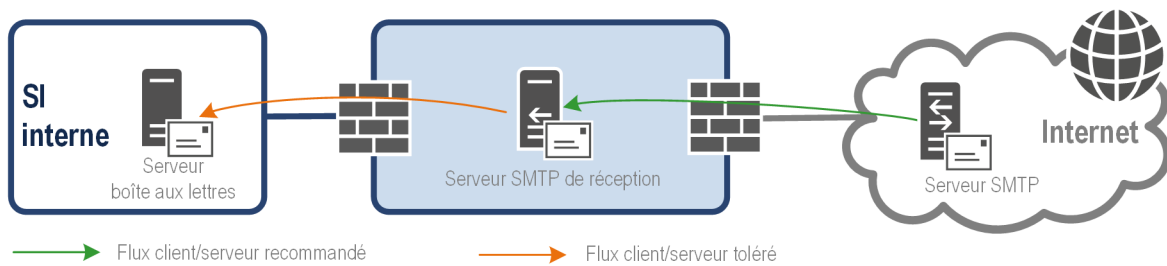 SI
interne
Serveur
boîte aux lettres
Serveur SMTP de réception
Internet
Serveur SMTP
Flux client/serveur recommandé
Flux client/serveur toléré